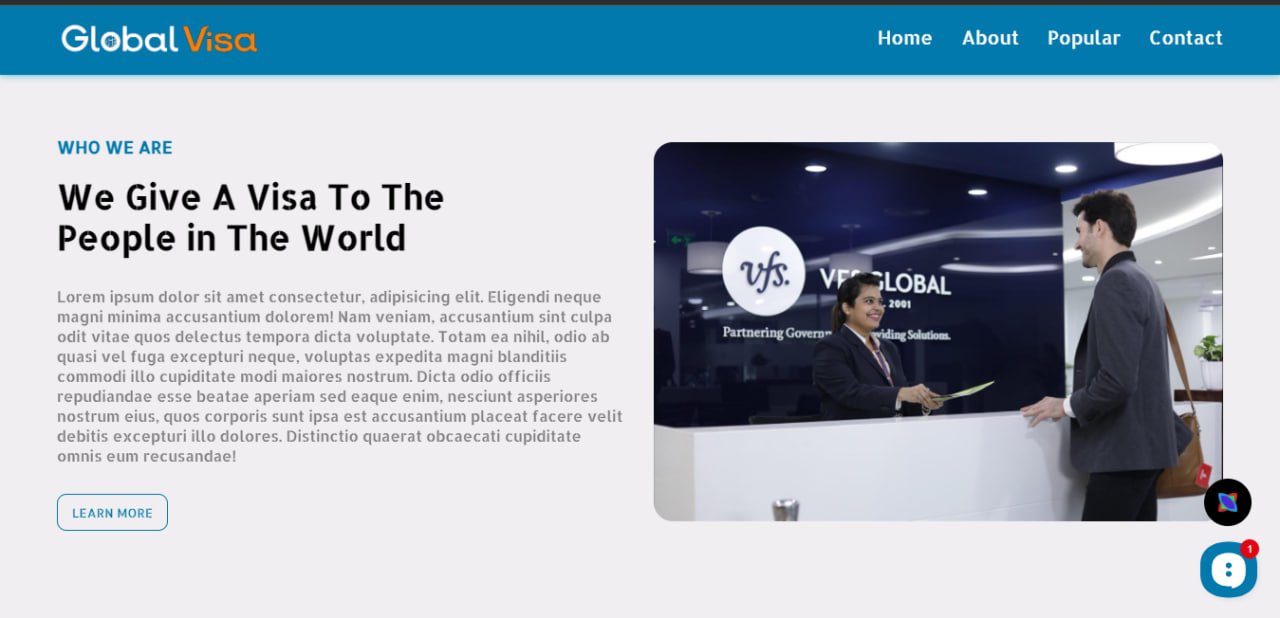 Global Visa
Home About Popular Contact
WHO WE ARE
We Give A Visa To The
People in The World
Lorem ipsum dolor sit amet consectetur, adipisicing elit. Eligendi neque
magni minima accusantium dolorem! Nam veniam, accusantium sint culpa
odit vitae quos delectus tempora dicta voluptate. Totam ea nihil, odio ab
quasi vel fuga excepturi neque, voluptas expedita magni blanditiis
commodi illo cupiditate modi maiores nostrum. Dicta odio officiis
repudiandae esse beatae aperiam sed eaque enim, nesciunt asperiores
nostrum eius, quos corporis sunt ipsa est accusantium placeat facere velit
debitis excepturi illo dolores. Distinctio quaerat obcaecati cupiditate
omnis eum recusandae!
LEARN MORE
vfs.
GLOBAL
2001
Partnering
Solutions.
1